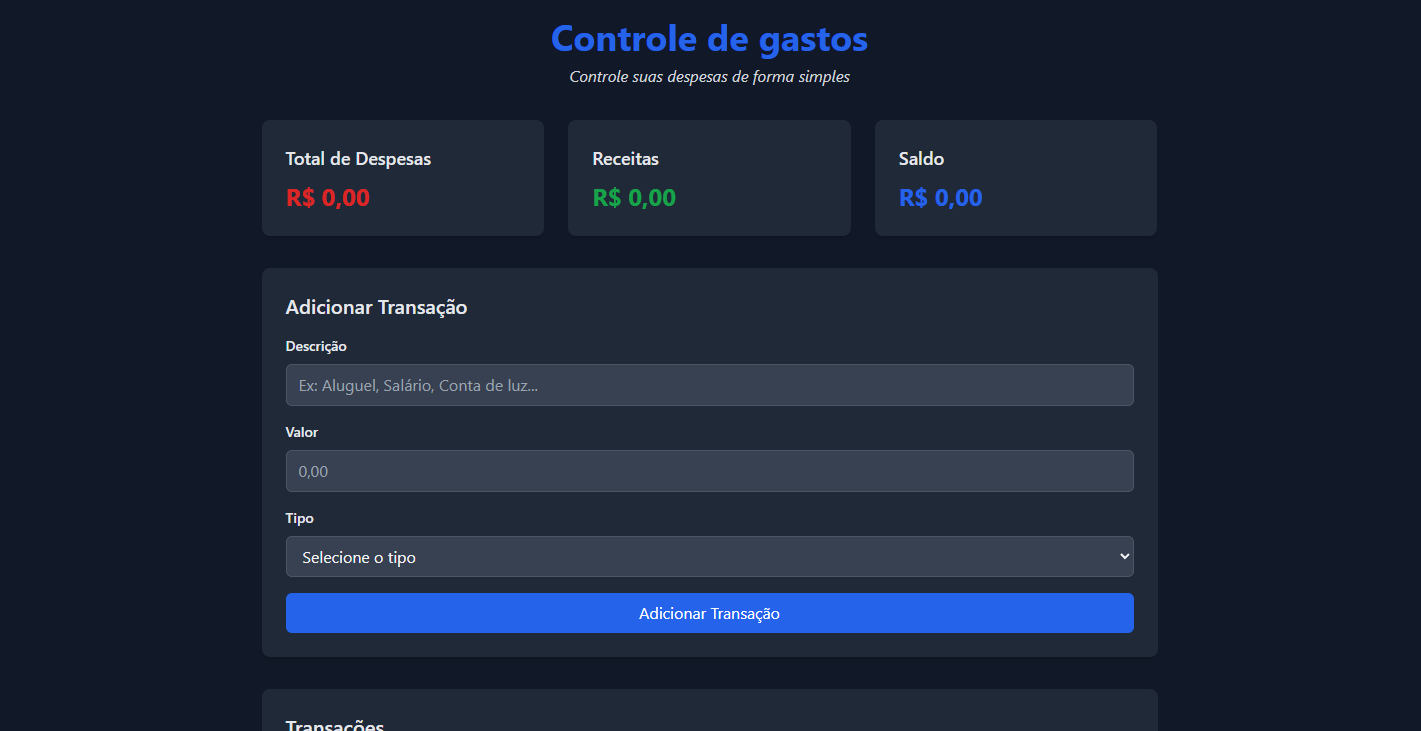 Controle de gastos
Controle suas despesas de forma simples
Total de Despesas
R$ 0,00
Receitas
R$ 0,00
Saldo
R$ 0,00
Adicionar Transação
Descrição
Ex: Aluguel, Salário, Conta de luz...
Valor
0,00
Tipo
Selecione o tipo
Adicionar Transação
Transações